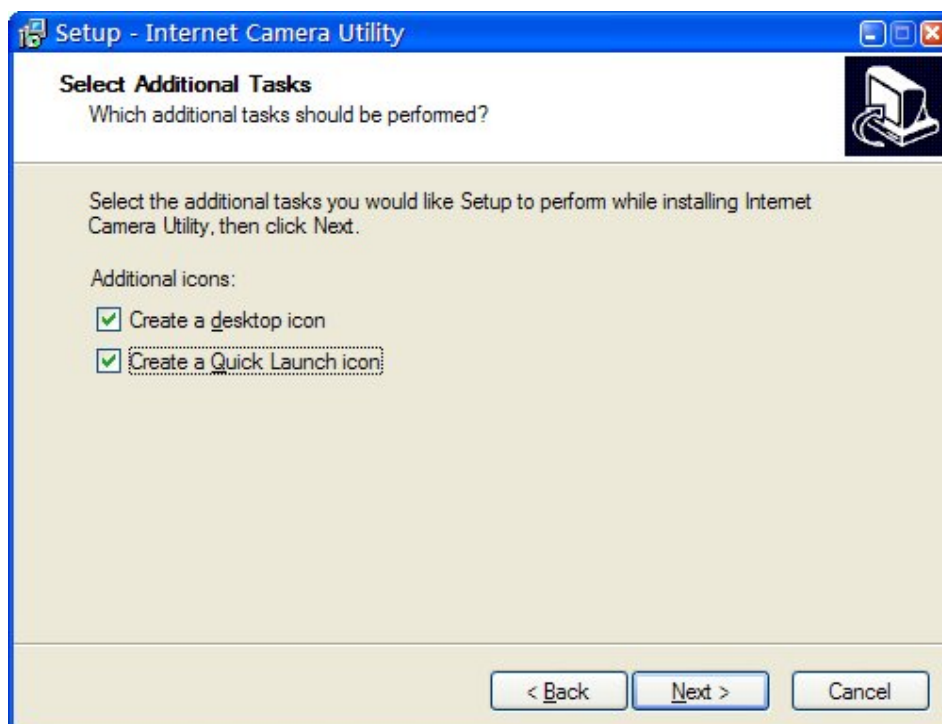 Setup - Internet Camera Utility
Select Additional Tasks
Which additional tasks should be performed?
Select the additional tasks you would like Setup to perform while installing Internet
Camera Utility, then click Next.
Additional icons:
Create a desktop icon
Create a Quick Launch icon
< Back
Next >
Cancel